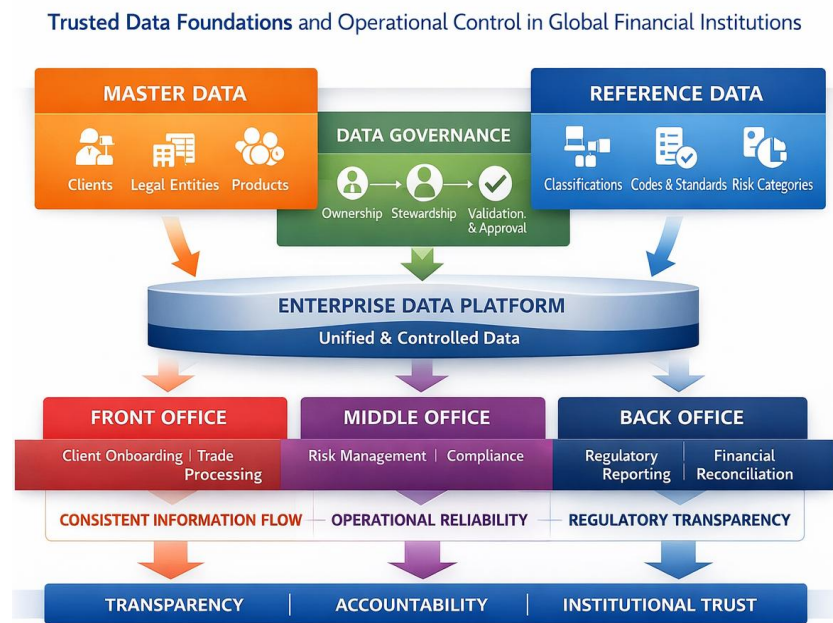 Trusted Data Foundations and Operational Control in Global Financial Institutions
MASTER DATA
Clients
Legal Entities
Products
DATA GOVERNANCE
Ownership
Stewardship
Validation.
& Approval
REFERENCE DATA
Classifications
Codes & Standards
Risk Categories
ENTERPRISE DATA PLATFORM
Unified & Controlled Data
FRONT OFFICE
Client Onboarding | Trade
Processing
MIDDLE OFFICE
Risk Management | Compliance
BACK OFFICE
Regulatory
Reporting
Financial
Reconciliation
CONSISTENT INFORMATION FLOW
OPERATIONAL RELIABILITY
REGULATORY TRANSPARENCY
TRANSPARENCY
ACCOUNTABILITY
INSTITUTIONAL TRUST